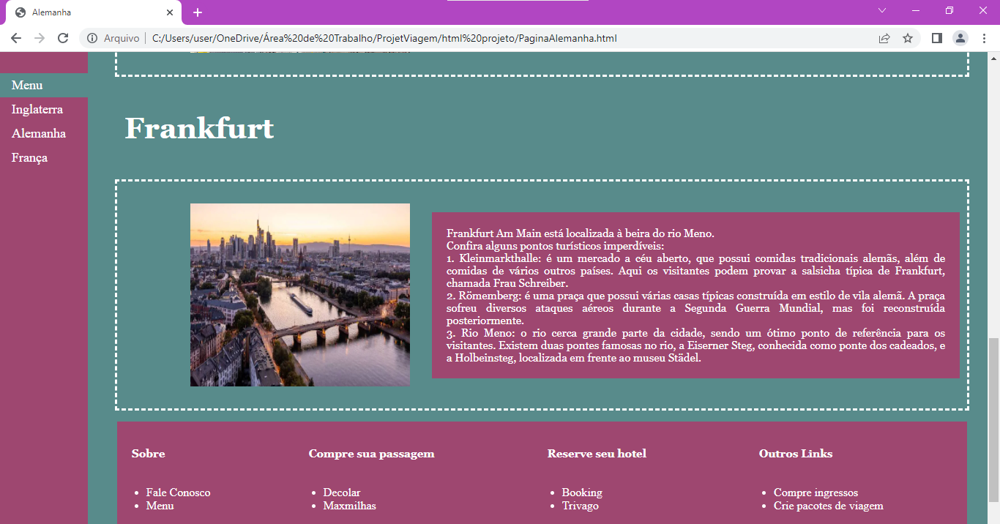 Alemanha
Arquivo | C:/Users/user/OneDrive/Área%20de%20Trabalho/ProjetViagem/html%20projeto/PaginaAlemanha.html
Menu
Inglaterra
Alemanha
França
Frankfurt
Frankfurt Am Main está localizada à beira do rio Meno.
Confira alguns pontos turísticos imperdíveis:
1. Kleinmarkthalle: é um mercado a céu aberto, que possui comidas tradicionais alemãs, além de
comidas de vários outros países. Aqui os visitantes podem provar a salsicha típica de Frankfurt,
chamada Frau Schreiber.
2. Römemberg: é uma praça que possui várias casas típicas construída em estilo de vila alemã. A praça
sofreu diversos ataques aéreos durante a Segunda Guerra Mundial, mas foi reconstruída
posteriormente.
3. Rio Meno: o rio cerca grande parte da cidade, sendo um ótimo ponto de referência para os
visitantes. Existem duas pontes famosas no rio, a Eiserner Steg, conhecida como ponte dos cadeados, e
a Holbeinsteg, localizada em frente ao museu Städel.
Sobre
• Fale Conosco
• Menu
Compre sua passagem
• Decolar
• Maxmilhas
Reserve seu hotel
• Booking
• Trivago
Outros Links
• Compre ingressos
• Crie pacotes de viagem